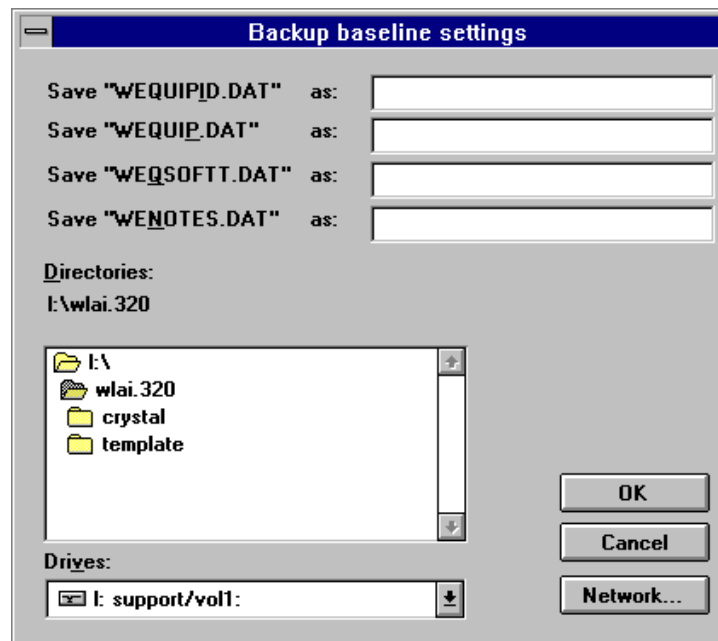 Backup baseline settings
Save "WEQUIPID.DAT" as:
Save "WEQUIP.DAT" as:
Save "WEQSOFTT.DAT" as:
Save "WENOTES.DAT" as:
Directories:
I:\wlai.320
I:\
wlai.320
crystal
template
OK
Cancel
Drives:
I: support/vol1:
Network...